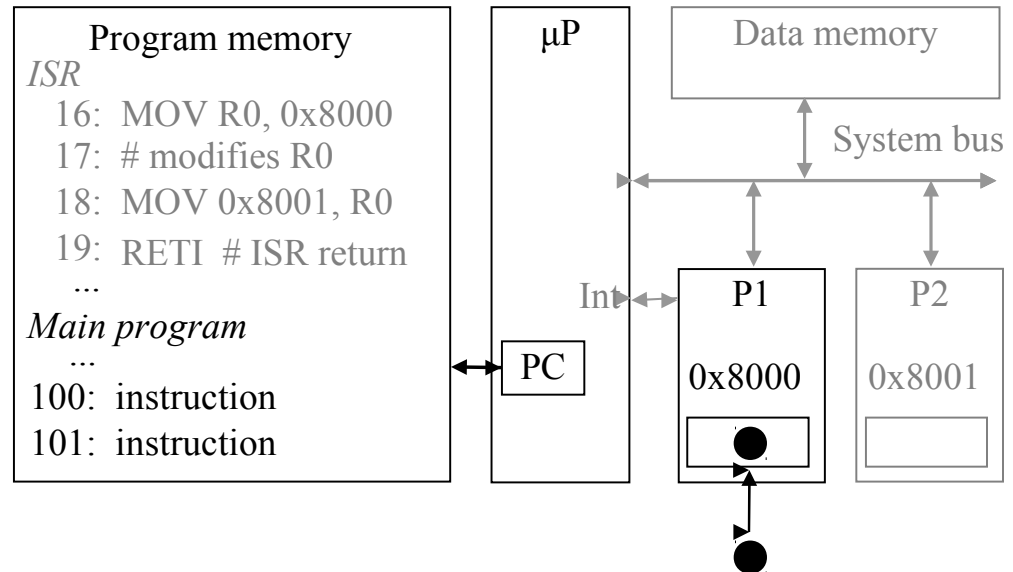 Program memory
ISR
16: MOV R0, 0x8000
17: # modifies R0
18: MOV 0x8001, R0
19: RETI # ISR return
...
Main program
...
100: instruction
101: instruction
μP
PC
Int
Data memory
System bus
P1
0x8000
P2
0x8001